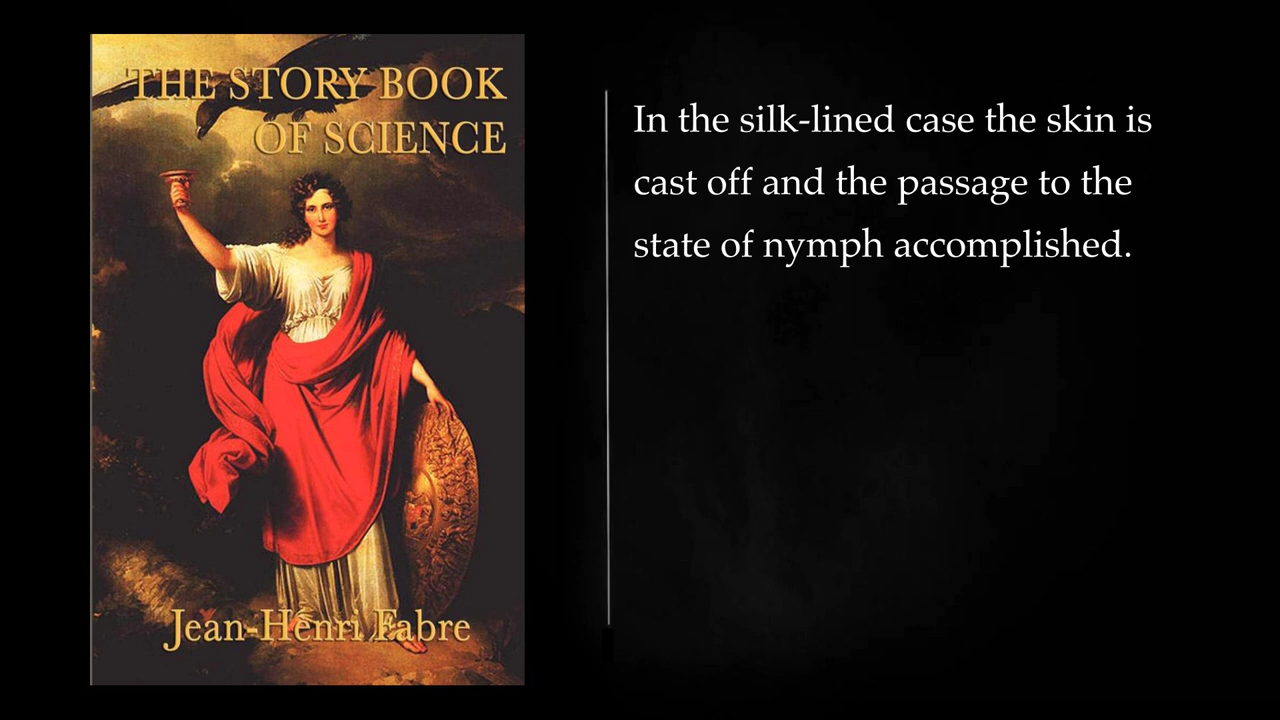 THE STORY BOOK
OF SCIENCE
Jean-Henri Fabre
In the silk-lined case the skin is
cast off and the passage to the
state of nymph accomplished.